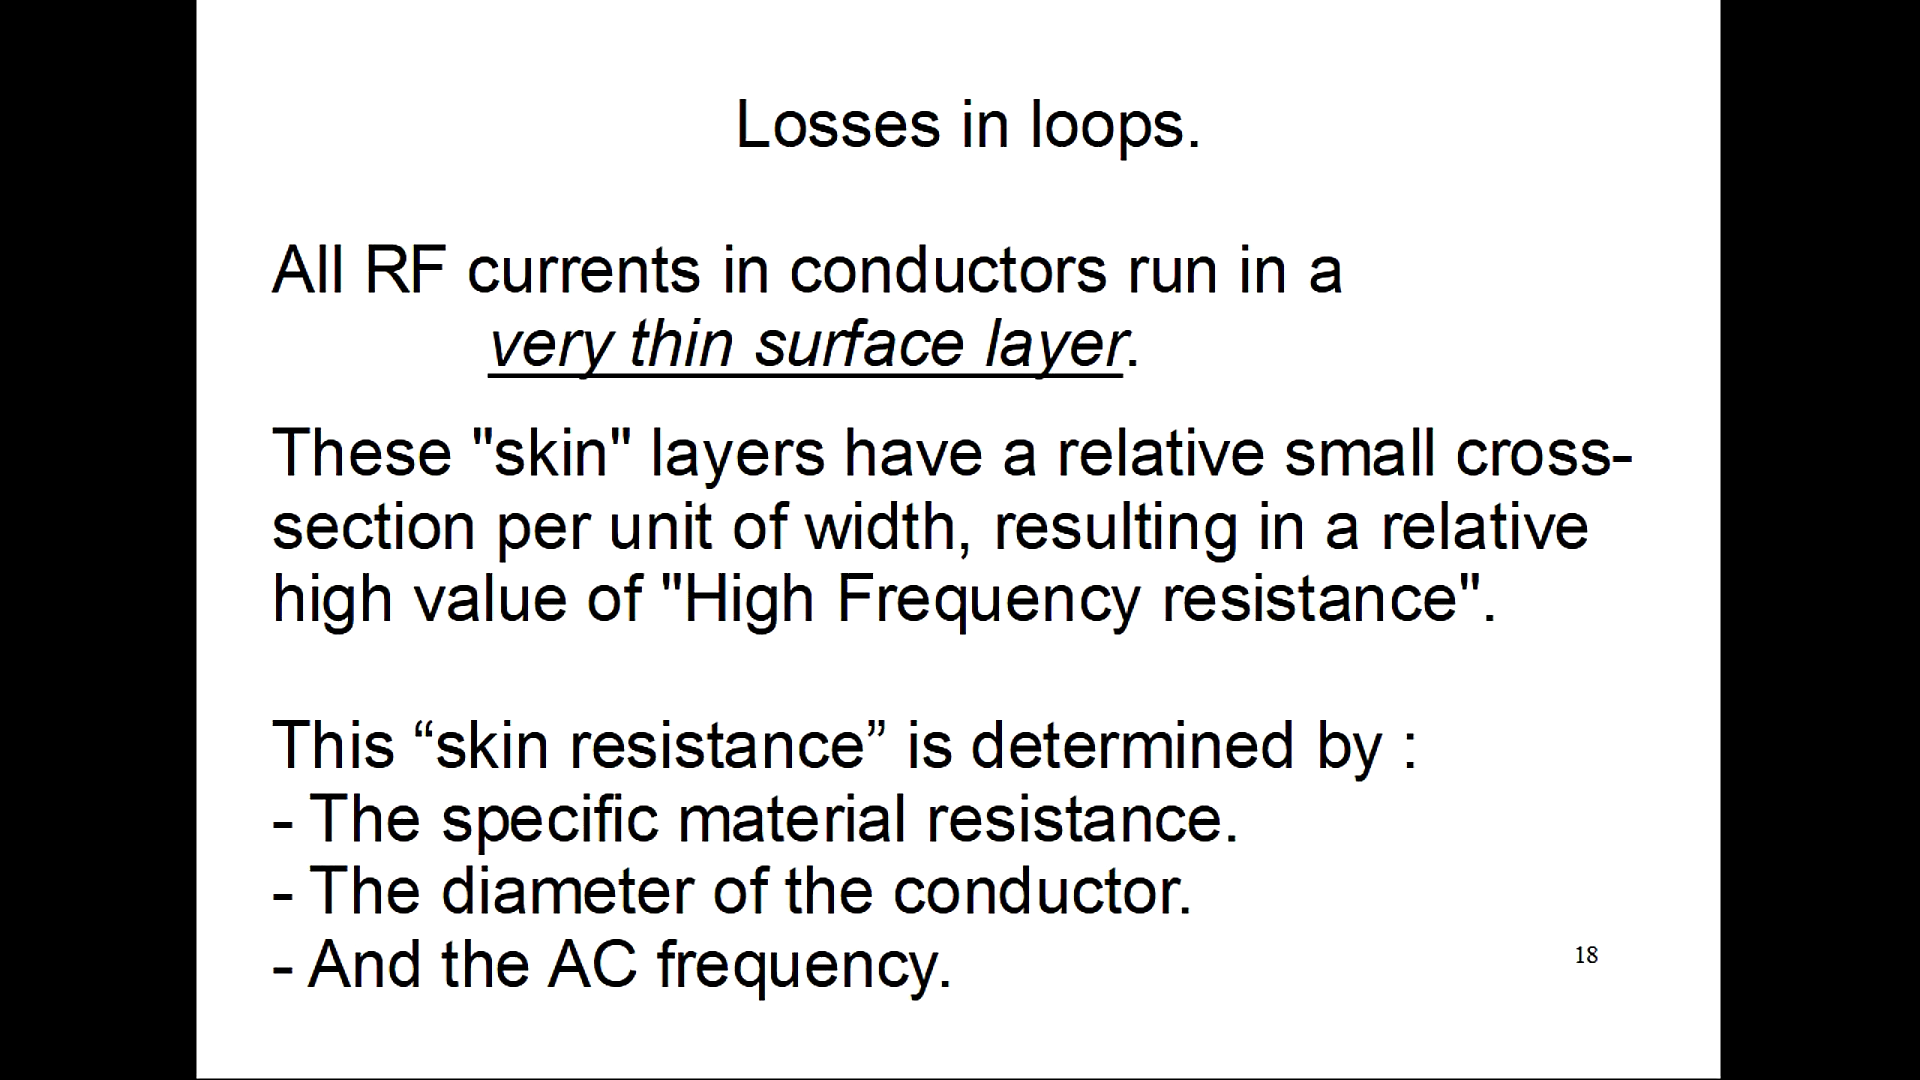 Losses in loops.
All RF currents in conductors run in a
very thin surface layer.
These "skin" layers have a relative small cross-
section per unit of width, resulting in a relative
high value of "High Frequency resistance".
This “skin resistance” is determined by :
- The specific material resistance.
- The diameter of the conductor.
- And the AC frequency.
18